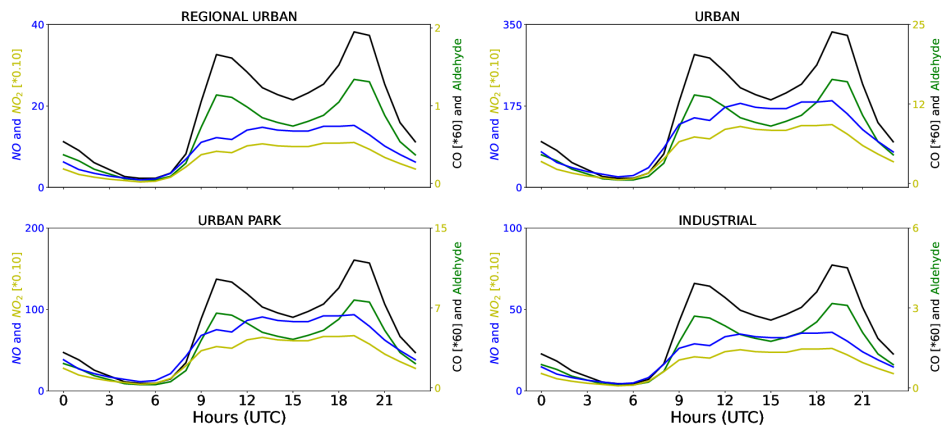 REGIONAL URBAN
40
20
0
NO and NO2 [*0.10]
2
1
0
CO [*60] and Aldehyde
URBAN
350
175
0
NO and NO2 [*0.10]
25
12
0
CO [*60] and Aldehyde
URBAN PARK
200
100
0
NO and NO2 [*0.10]
15
7
0
CO [*60] and Aldehyde
0 3 6 9 12 15 18 21
Hours (UTC)
INDUSTRIAL
100
50
0
NO and NO2 [*0.10]
6
3
0
CO [*60] and Aldehyde
0 3 6 9 12 15 18 21
Hours (UTC)